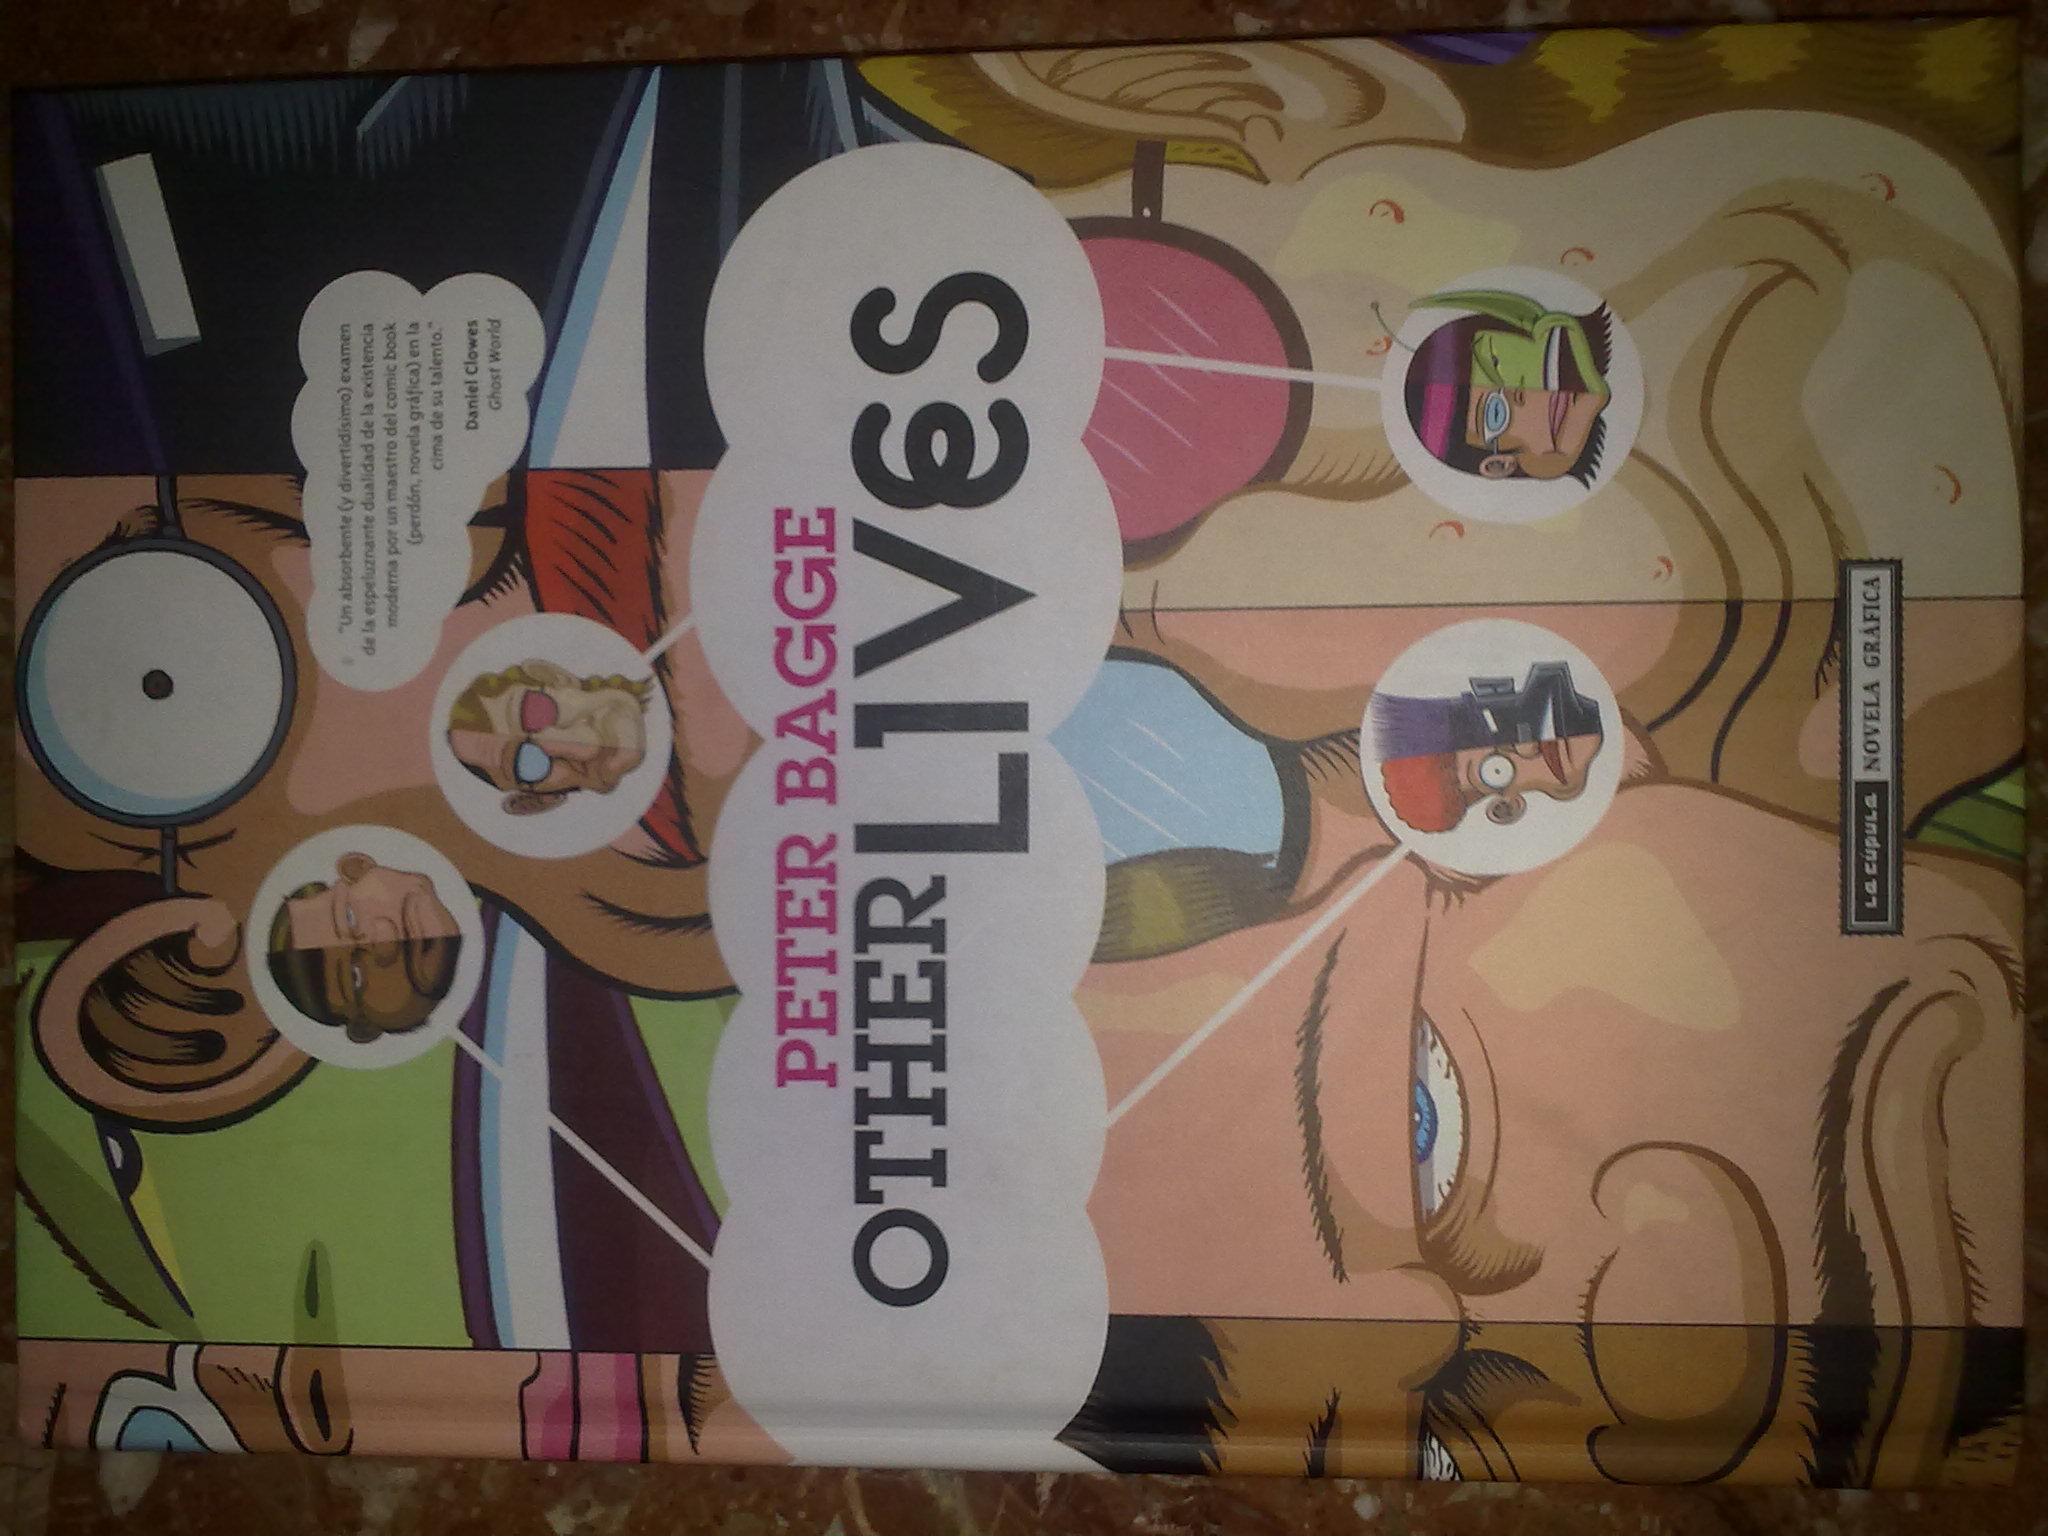 "Un absorbente (y divertidísimo) examen
de la espeluznante dualidad de la existencia
moderna por un maestro del comic book
(perdón, novela gráfica) en la
cima de su talento."
Daniel Clowes
Ghost World
PETER BAGGE
OTHER LIVES
LA CÚPULA NOVELA GRÁFICA